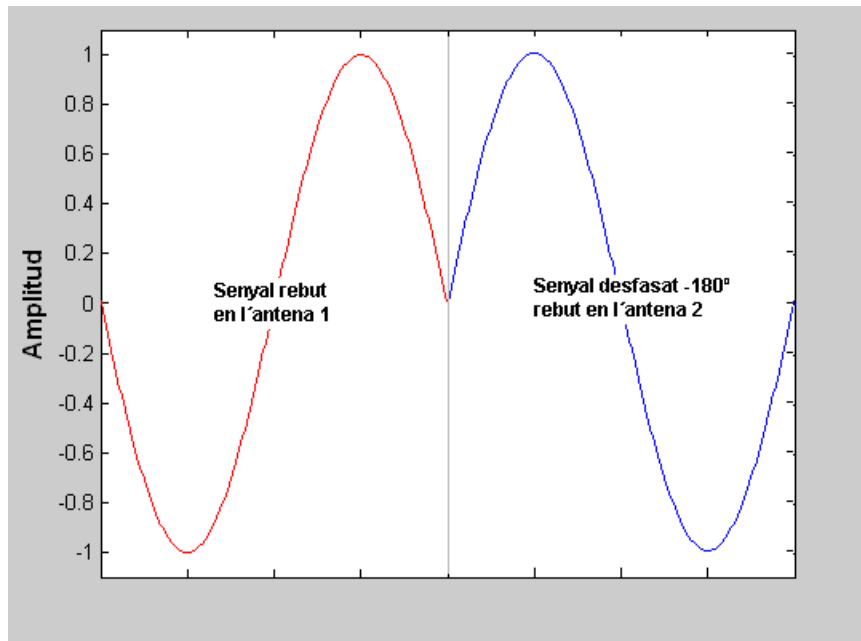 1
0.8
0.6
0.4
0.2
0
-0.2
-0.4
-0.6
-0.8
-1
Amplitud
Senyal rebut
en l´antena 1
Senyal desfasat -180º
rebut en l´antena 2